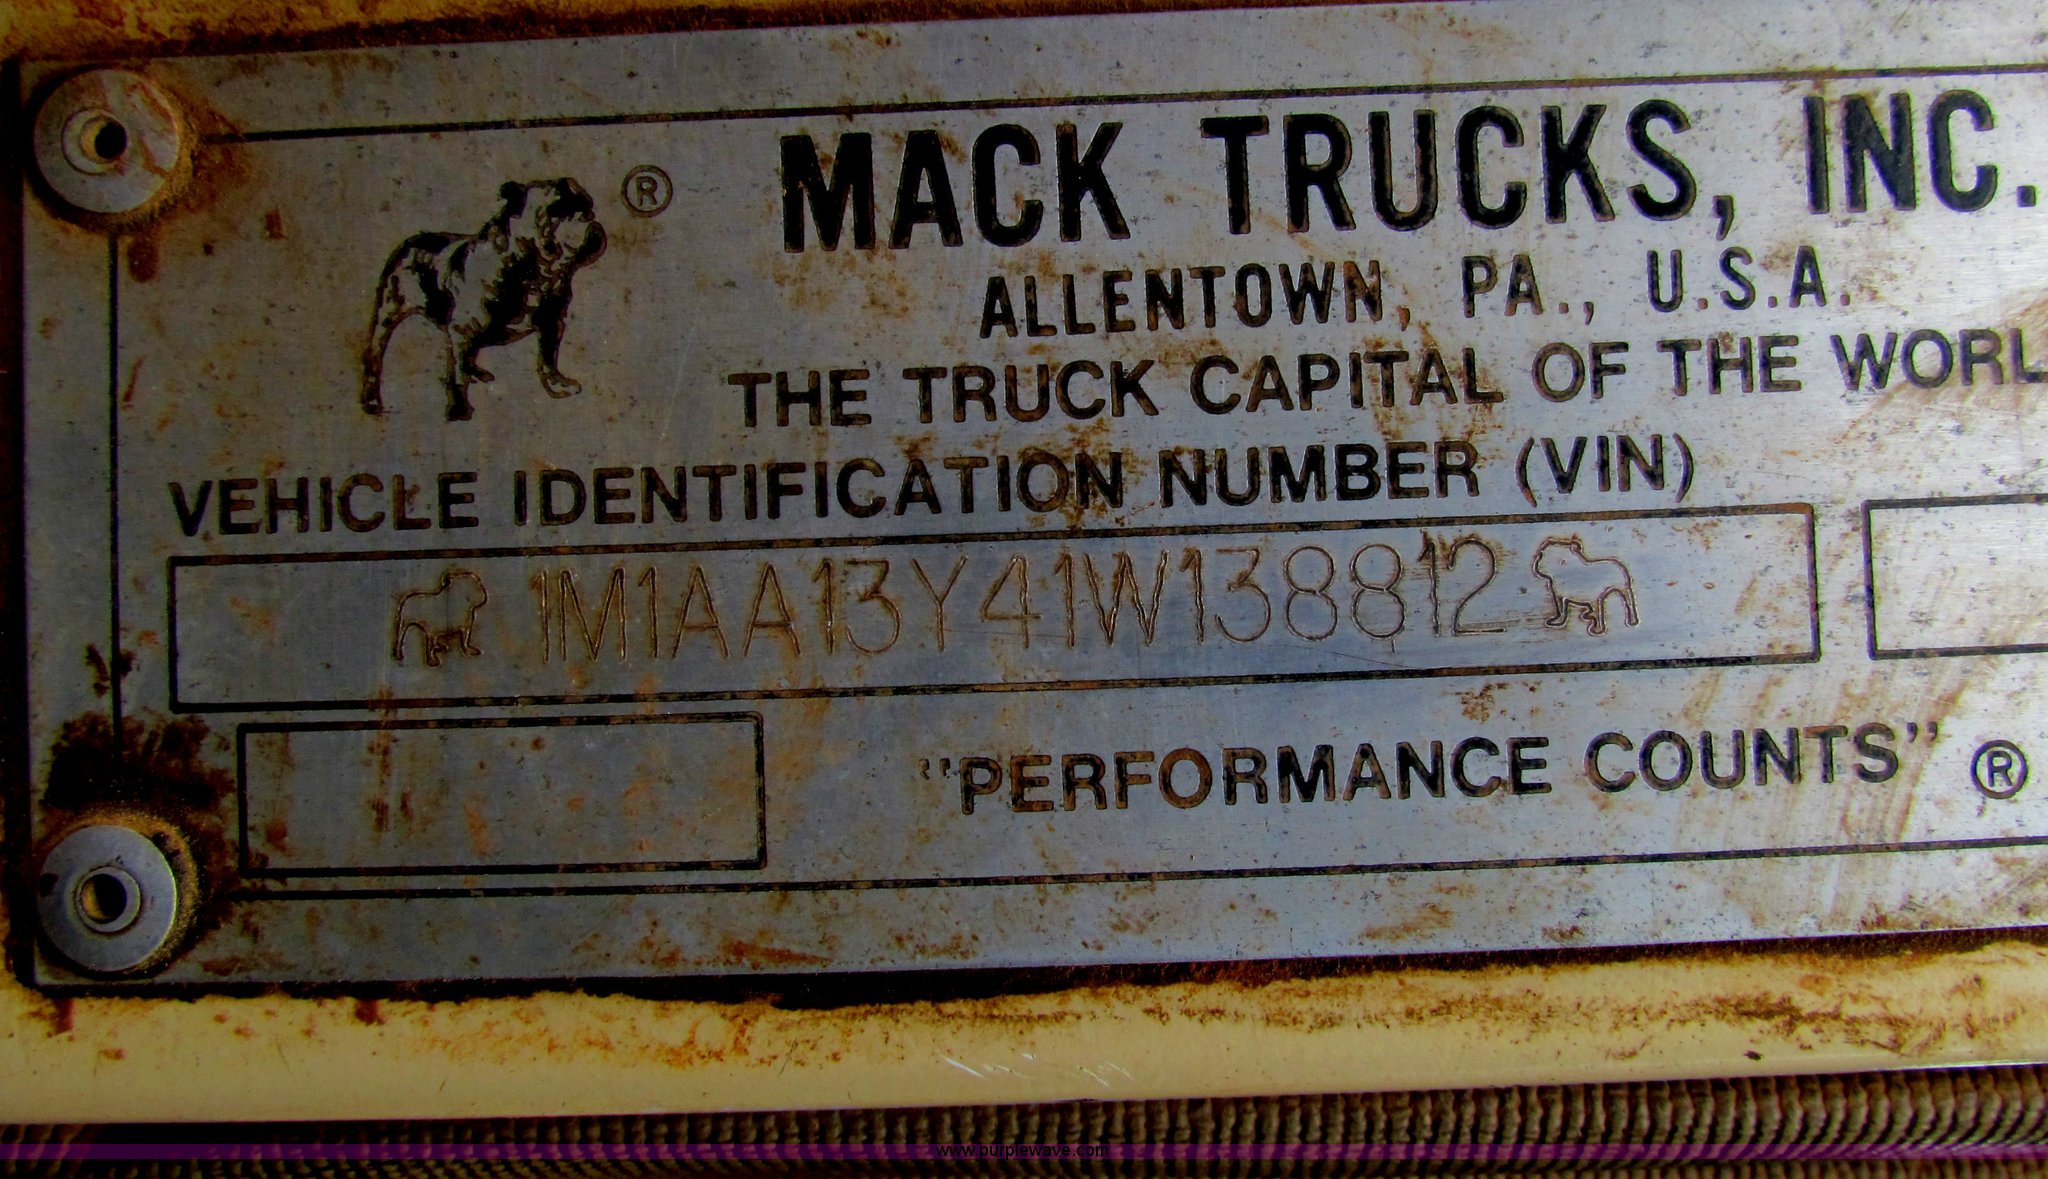 ®
MACK TRUCKS, INC.
ALLENTOWN, PA., U.S.A.
THE TRUCK CAPITAL OF THE WORL
VEHICLE IDENTIFICATION NUMBER (VIN)
1M1AA13Y41W138812
"PERFORMANCE COUNTS" ®
www.purplewave.com